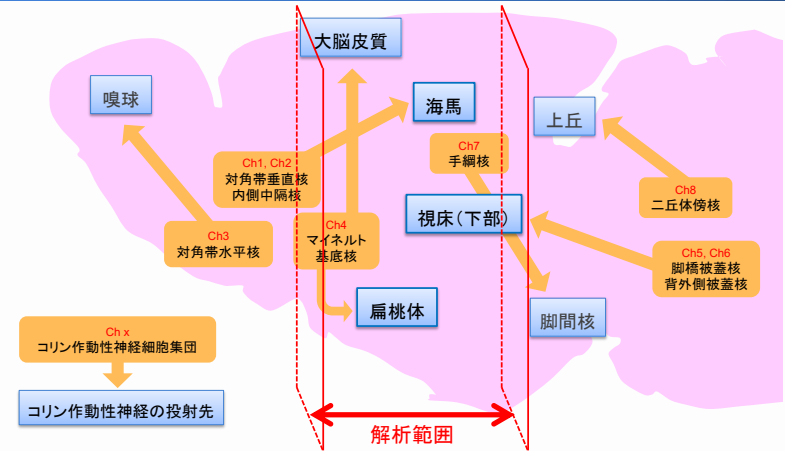 大脳皮質
嗅球
海馬
上丘
Ch1, Ch2
対角帯垂直核
内側中隔核
Ch7
手綱核
Ch8
二丘体傍核
Ch3
対角帯水平核
Ch4
マイネルト
基底核
視床(下部)
Ch5, Ch6
脚橋被蓋核
背外側被蓋核
扁桃体
脚間核
Ch x
コリン作動性神経細胞集団
コリン作動性神経の投射先
解析範囲